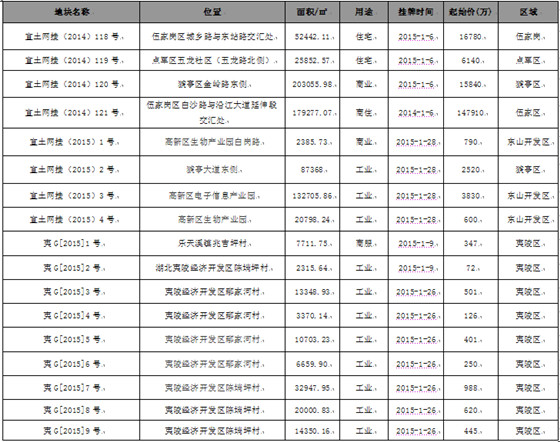 地块名称 位置 面积/㎡ 用途 挂牌时间 起始价(万) 区域
宜土网挂（2014）118号 伍家岗区城乡路与东站路交汇处 52442.11 住宅 2015-1-6 16780 伍家岗
宜土网挂（2014）119号 点军区五龙社区（五龙路北侧） 25852.57 住宅 2015-1-6 6140 点军区
宜土网挂（2014）120号 猇亭区金岭路东侧 203055.98 商业 2015-1-6 15840 猇亭区
宜土网挂（2014）121号 伍家岗区白沙路与沿江大道延伸段 179277.07 商住 2014-1-6 147910 伍家岗区
交汇处
宜土网挂（2015）1号 高新区生物产业园白岗路 2385.73 商业 2015-1-28 790 东山开发区
宜土网挂（2015）2号 猇亭大道东侧 87368 工业 2015-1-28 2520 猇亭区
宜土网挂（2015）3号 高新区电子信息产业园 132705.86 工业 2015-1-28 3830 东山开发区
宜土网挂（2015）4号 高新区生物产业园 20798.24 工业 2015-1-28 600 东山开发区
夷G[2015]1号 乐天溪镇兆吉坪村 7711.75 商服 2015-1-9 347 夷陵区
夷G[2015]2号 湖北夷陵经济开发区陈埫坪村 2315.64 工业 2015-1-9 72 夷陵区
夷G[2015]3号 夷陵经济开发区鄢家河村 13348.93 工业 2015-1-26 501 夷陵区
夷G[2015]4号 夷陵经济开发区鄢家河村 3370.14 工业 2015-1-26 126 夷陵区
夷G[2015]5号 夷陵经济开发区鄢家河村 10703.23 工业 2015-1-26 401 夷陵区
夷G[2015]6号 夷陵经济开发区鄢家河村 6659.90 工业 2015-1-26 250 夷陵区
夷G[2015]7号 夷陵经济开发区陈埫坪村 32947.95 工业 2015-1-26 988 夷陵区
夷G[2015]8号 夷陵经济开发区陈埫坪村 20000.83 工业 2015-1-26 620 夷陵区
夷G[2015]9号 夷陵经济开发区陈埫坪村 14350.16 工业 2015-1-26 445 夷陵区